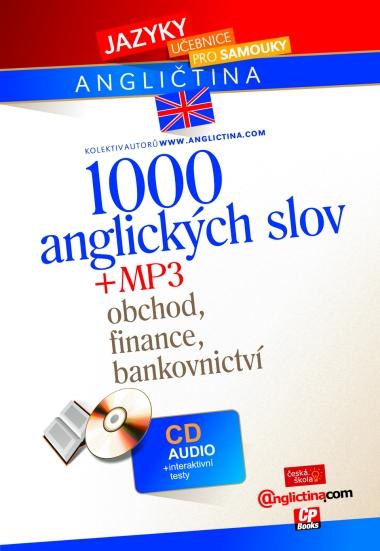 JAZYKY
UČEBNICE
PRO SAMOUKY
ANGLIČTINA
KOLEKTIV AUTORŮ WWW.ANGLICTINA.COM
1000
anglických slov
+MP3
obchod,
finance,
bankovnictví
CD
AUDIO
+interaktivní
testy
česká
škola
@nglictina.com
CP
Books